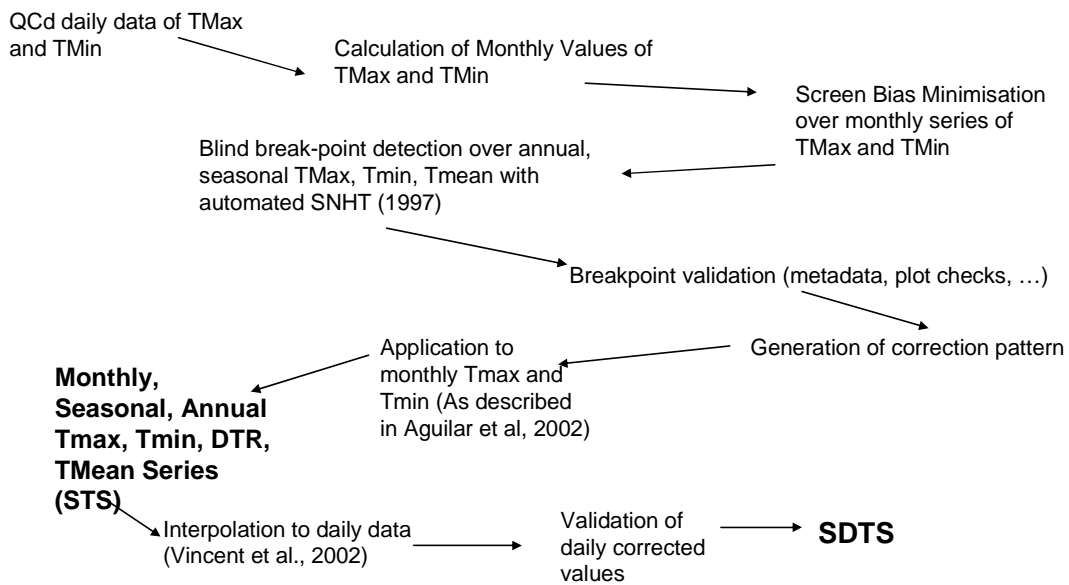 QCd daily data of TMax
and TMin
Calculation of Monthly Values of
TMax and TMin
Screen Bias Minimisation
over monthly series of
TMax and TMin
Blind break-point detection over annual,
seasonal TMax, Tmin, Tmean with
automated SNHT (1997)
Breakpoint validation (metadata, plot checks, …)
Generation of correction pattern
Application to
monthly Tmax and
Tmin (As described
in Aguilar et al, 2002)
Monthly,
Seasonal, Annual
Tmax, Tmin, DTR,
TMean Series
(STS)
Interpolation to daily data
(Vincent et al., 2002)
Validation of
daily corrected
values
SDTS